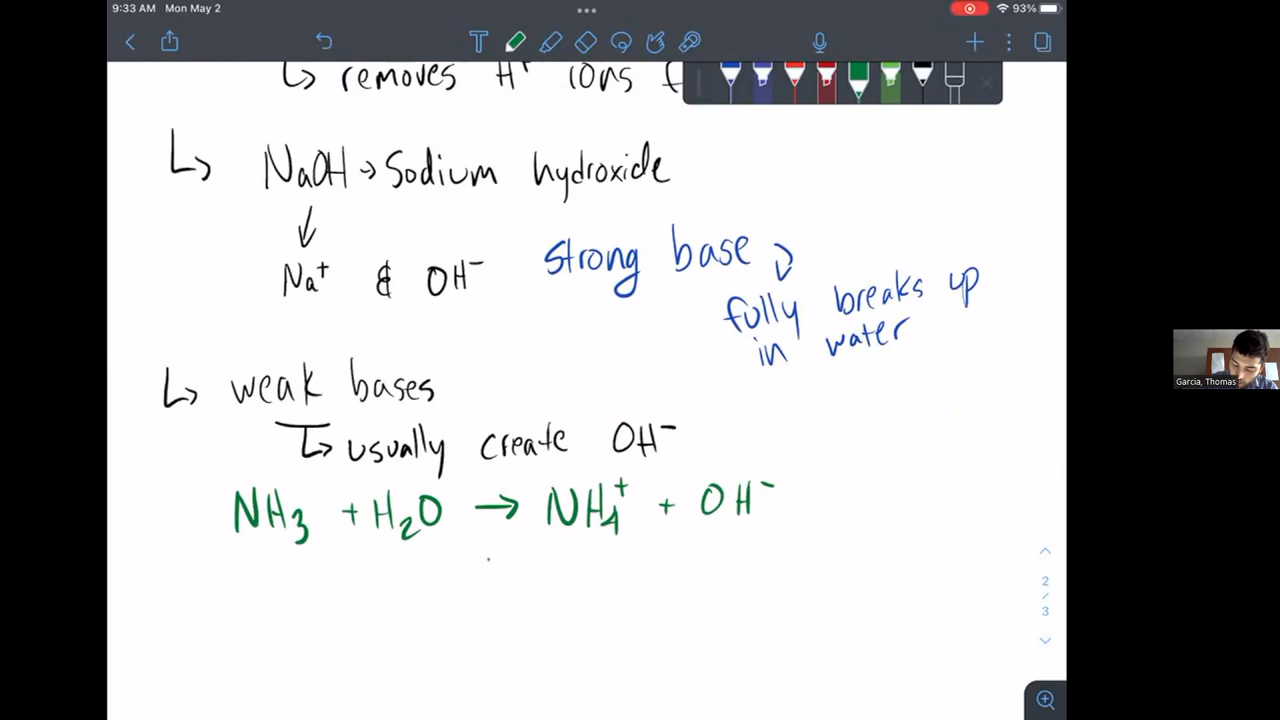 9:33 AM Mon May 2
93%
↳ removes H⁺ ions f
↳ NaOH → Sodium hydroxide
↓
Na⁺ & OH⁻
strong base
fully breaks up
in water
↳ weak bases
↳ usually create OH⁻
NH₃ + H₂O → NH₄⁺ + OH⁻
Garcia, Thomas
2
/
3